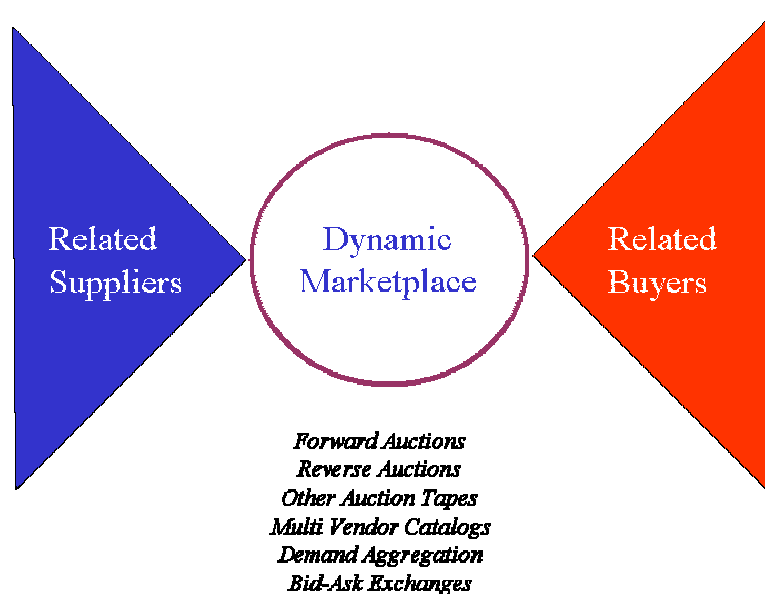 Related
Suppliers
Dynamic
Marketplace
Related
Buyers
Forward Auctions
Reverse Auctions
Other Auction Tapes
Multi Vendor Catalogs
Demand Aggregation
Bid-Ask Exchanges